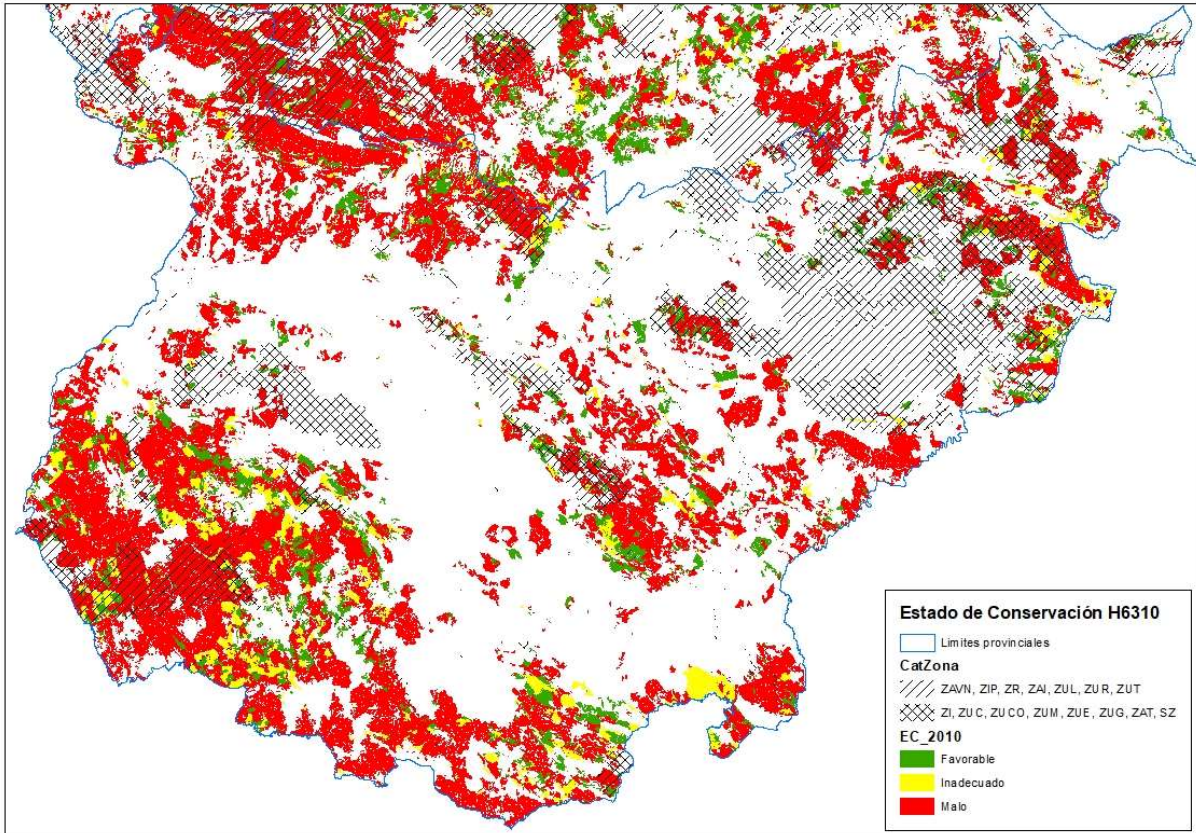 Estado de Conservación H6310
Limites provinciales
CatZona
ZAVN, ZIP, ZR, ZAI, ZUL, ZUR, ZUT
ZI, ZUC, ZUCO, ZUM, ZUE, ZUG, ZAT, SZ
EC_2010
Favorable
Inadecuado
Malo